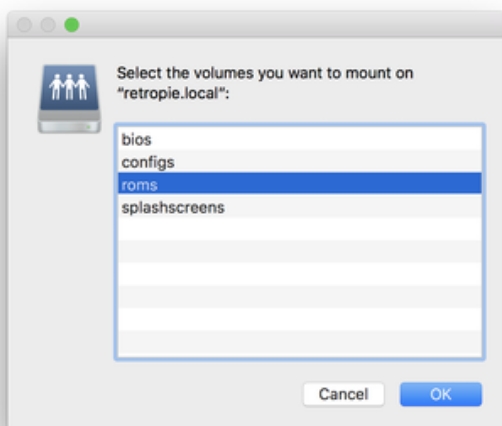 Select the volumes you want to mount on
“retropie.local”:
bios
configs
roms
splashscreens
Cancel
OK